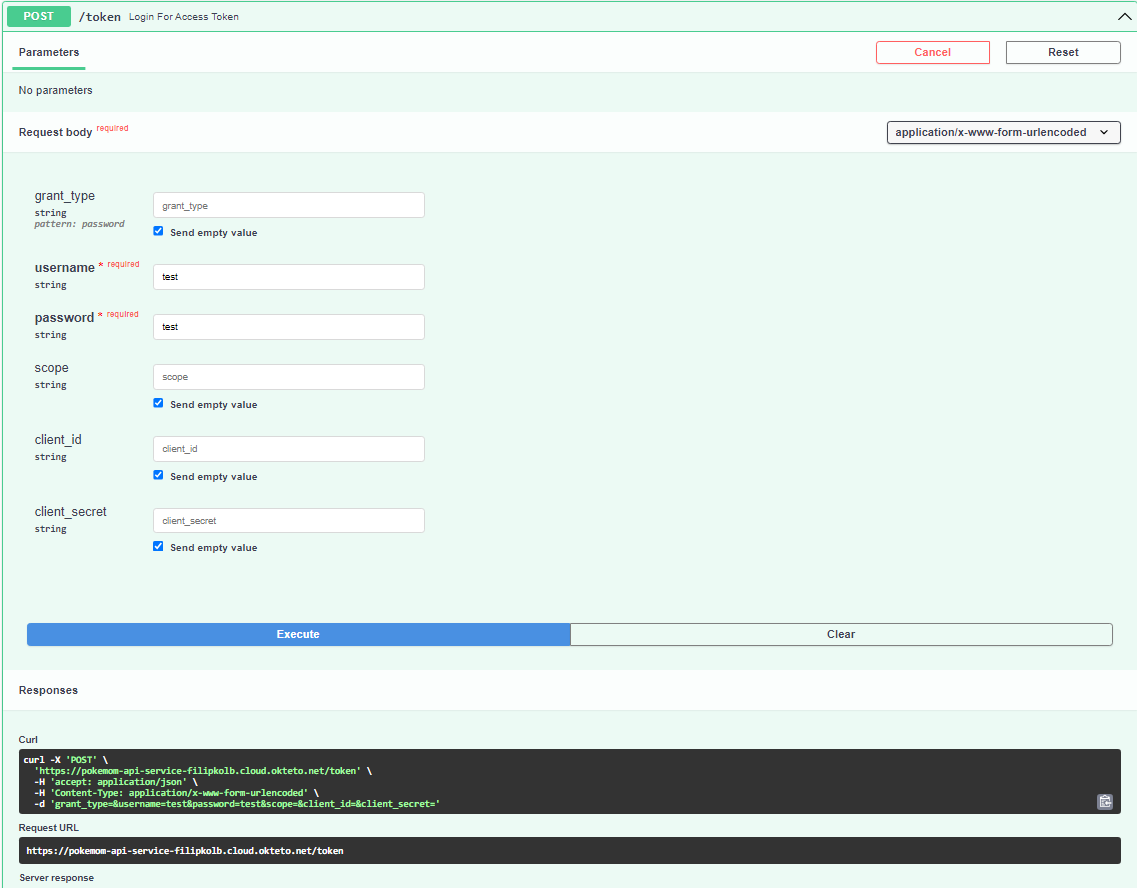 POST /token Login For Access Token
Parameters
Cancel
Reset
No parameters
Request body required
application/x-www-form-urlencoded
grant_type
string
pattern: password
grant_type
Send empty value
username * required
string
test
password * required
string
test
scope
string
scope
Send empty value
client_id
string
client_id
Send empty value
client_secret
string
client_secret
Send empty value
Execute
Clear
Responses
Curl
curl -X 'POST' \
'https://pokemom-api-service-filipkolb.cloud.okteto.net/token' \
-H 'accept: application/json' \
-H 'Content-Type: application/x-www-form-urlencoded' \
-d 'grant_type=&username=test&password=test&scope=&client_id=&client_secret='
Request URL
https://pokemom-api-service-filipkolb.cloud.okteto.net/token
Server response